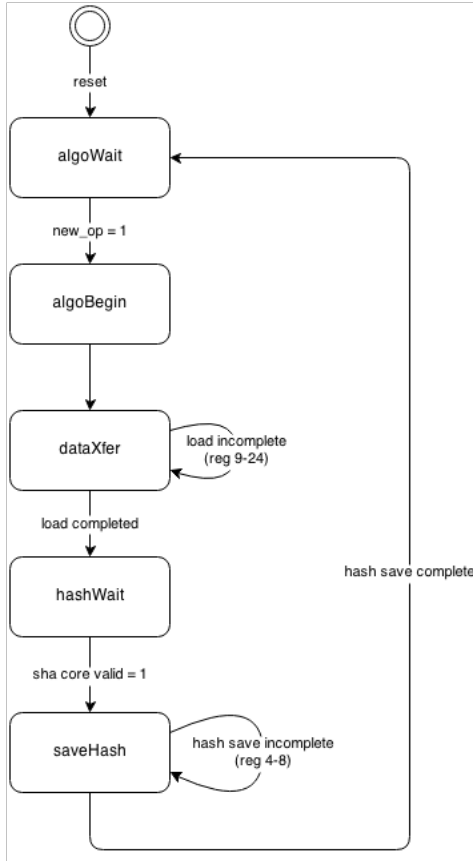 reset
algoWait
new_op = 1
algoBegin
dataXfer
load incomplete
(reg 9-24)
load completed
hashWait
hash save complete
sha core valid = 1
saveHash
hash save incomplete
(reg 4-8)